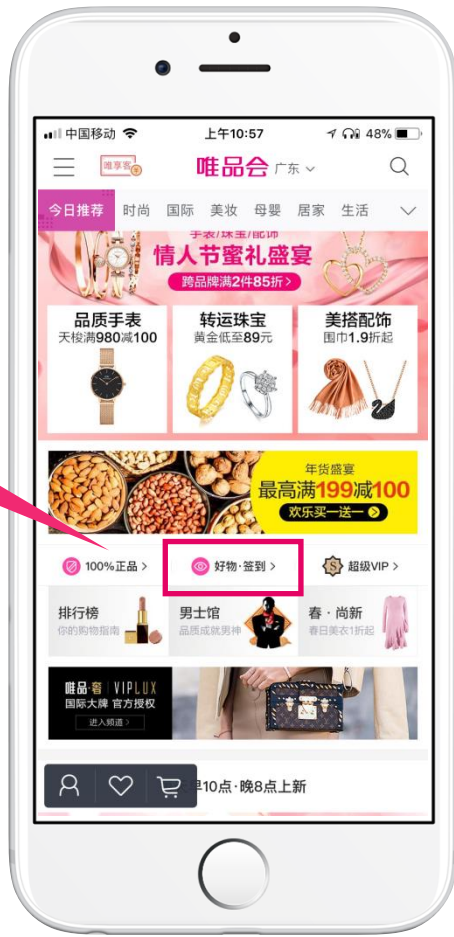 中国移动 上午10:57 48%
唯享客 唯品会 广东
今日推荐 时尚 国际 美妆 母婴 居家 生活
手表/珠宝/配饰
情人节蜜礼盛宴
跨品牌满2件85折>
品质手表 转运珠宝 美搭配饰
天梭满980减100 黄金低至89元 围巾1.9折起
年货盛宴
最高满199减100
欢乐买一送一
100%正品> 好物·签到> 超级VIP>
排行榜 男士馆 春·尚新
你的购物指南 品质成就男神 春日美衣1折起
唯品·奢 VIPLUX
国际大牌 官方授权
进入频道>
早10点·晚8点上新